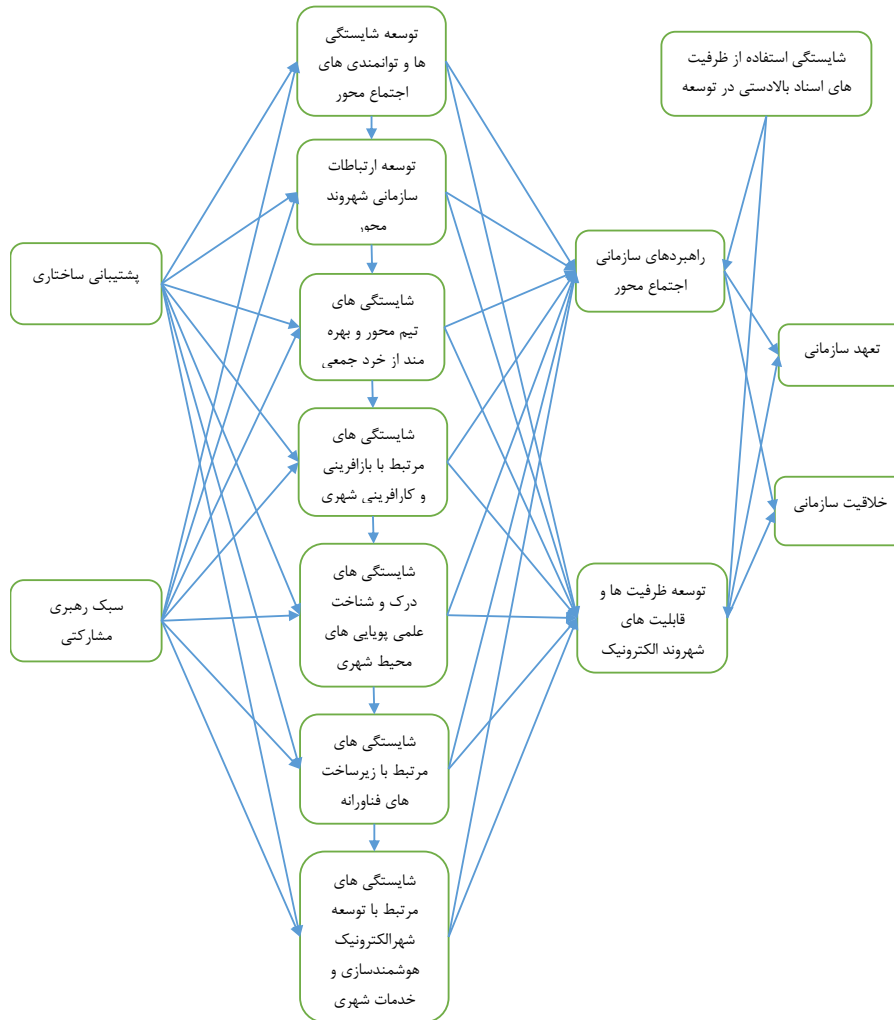 توسعه شایستگی
ها و توانمندی های
اجتماع محور
شایستگی استفاده از ظرفیت
های اسناد بالادستی در توسعه
توسعه ارتباطات
سازمانی شهروند
محور
پشتیبانی ساختاری
راهبردهای سازمانی
اجتماع محور
شایستگی های
تیم محور و بهره
مند از خرد جمعی
تعهد سازمانی
شایستگی های
مرتبط با بازافرینی
و کارافرینی شهری
خلاقیت سازمانی
شایستگی های
درک و شناخت
علمی پویایی های
محیط شهری
سبک رهبری
مشارکتی
توسعه ظرفیت ها و
قابلیت های
شهروند الکترونیک
شایستگی های
مرتبط با زیرساخت
های فناورانه
شایستگی های
مرتبط با توسعه
شهرالکترونیک
هوشمندسازی و
خدمات شهری